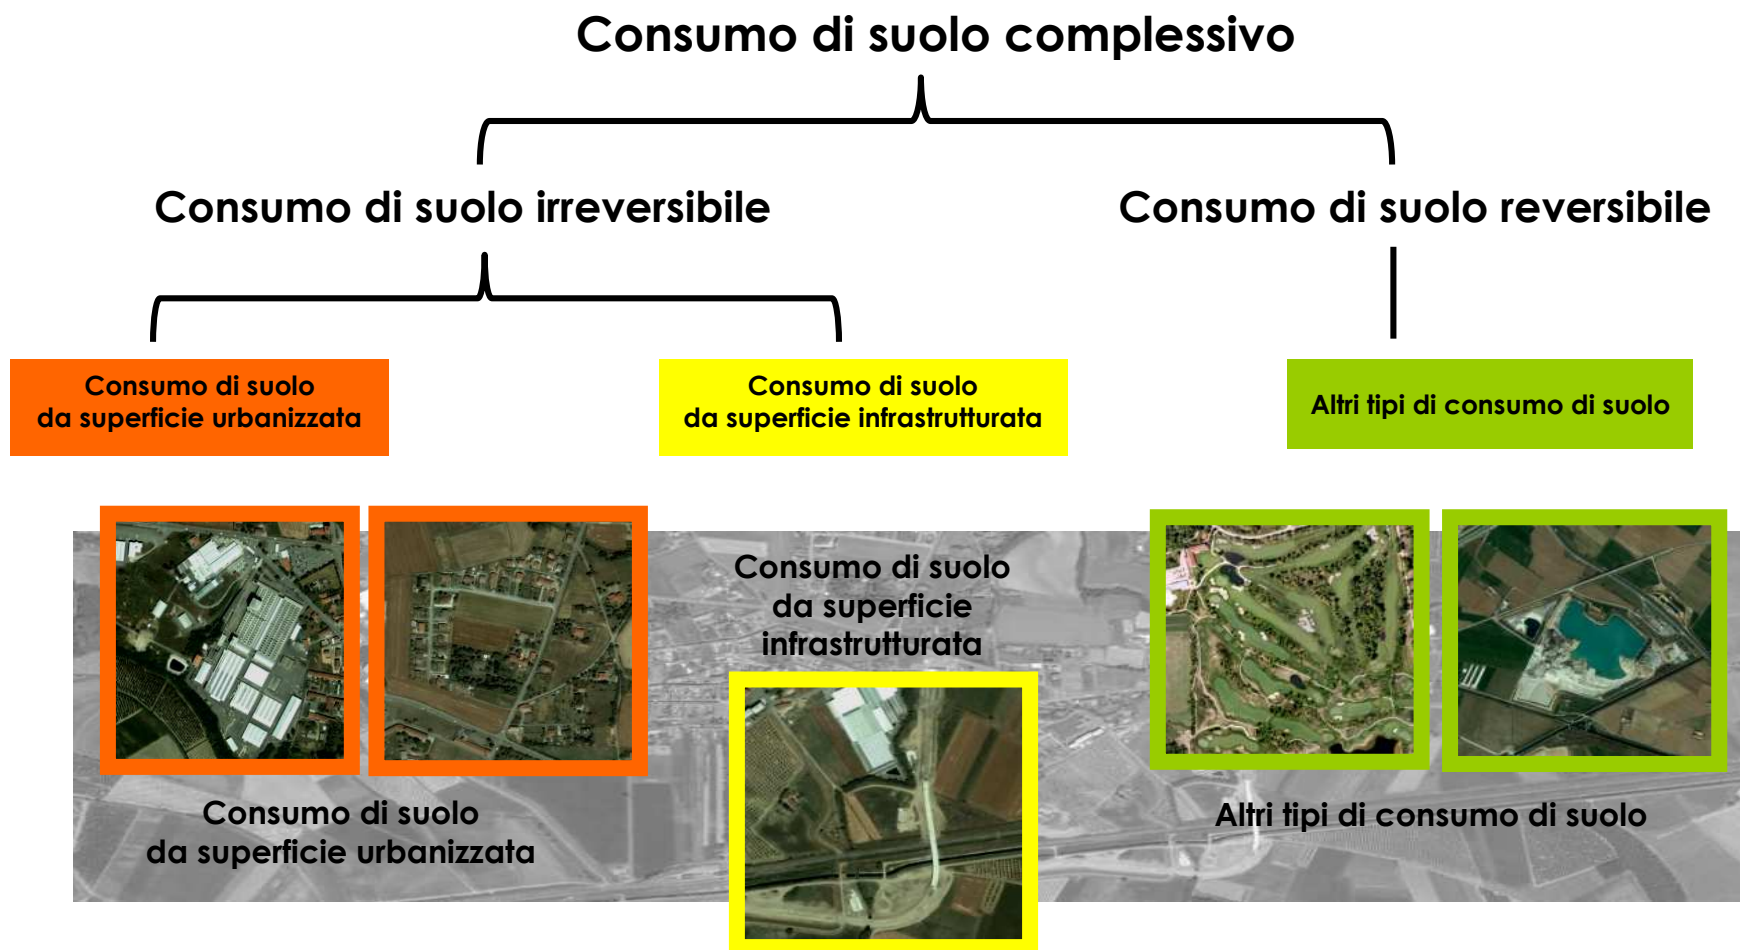 Consumo di suolo complessivo
Consumo di suolo irreversibile
Consumo di suolo reversibile
Consumo di suolo
da superficie urbanizzata
Consumo di suolo
da superficie infrastrutturata
Altri tipi di consumo di suolo
Consumo di suolo
da superficie
infrastrutturata
Consumo di suolo
da superficie urbanizzata
Altri tipi di consumo di suolo